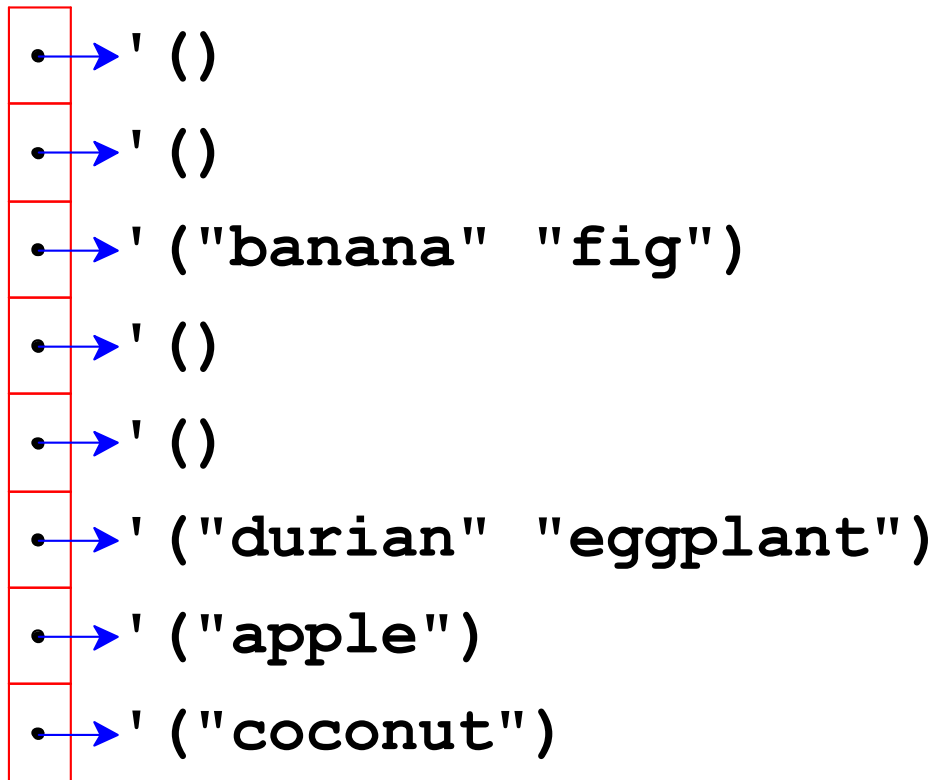 '()
'()
'("banana" "fig")
'()
'()
'("durian" "eggplant")
'("apple")
'("coconut")